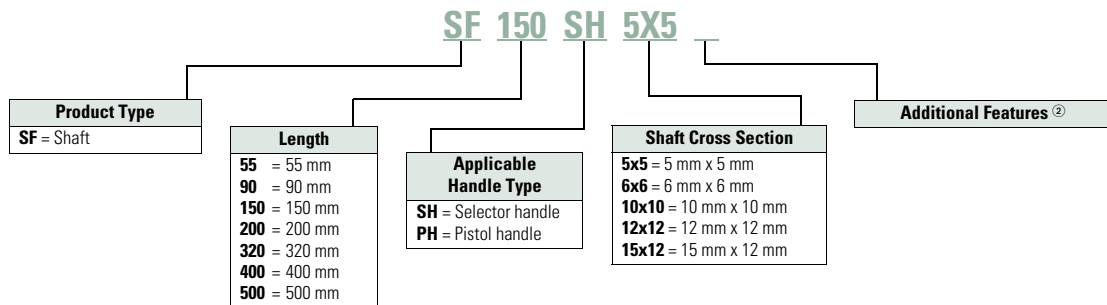 SF 150 SH 5X5 _
Product Type
SF = Shaft
Length
55 = 55 mm
90 = 90 mm
150 = 150 mm
200 = 200 mm
320 = 320 mm
400 = 400 mm
500 = 500 mm
Applicable
Handle Type
SH = Selector handle
PH = Pistol handle
Shaft Cross Section
5x5 = 5 mm x 5 mm
6x6 = 6 mm x 6 mm
10x10 = 10 mm x 10 mm
12x12 = 12 mm x 12 mm
15x12 = 15 mm x 12 mm
Additional Features ②